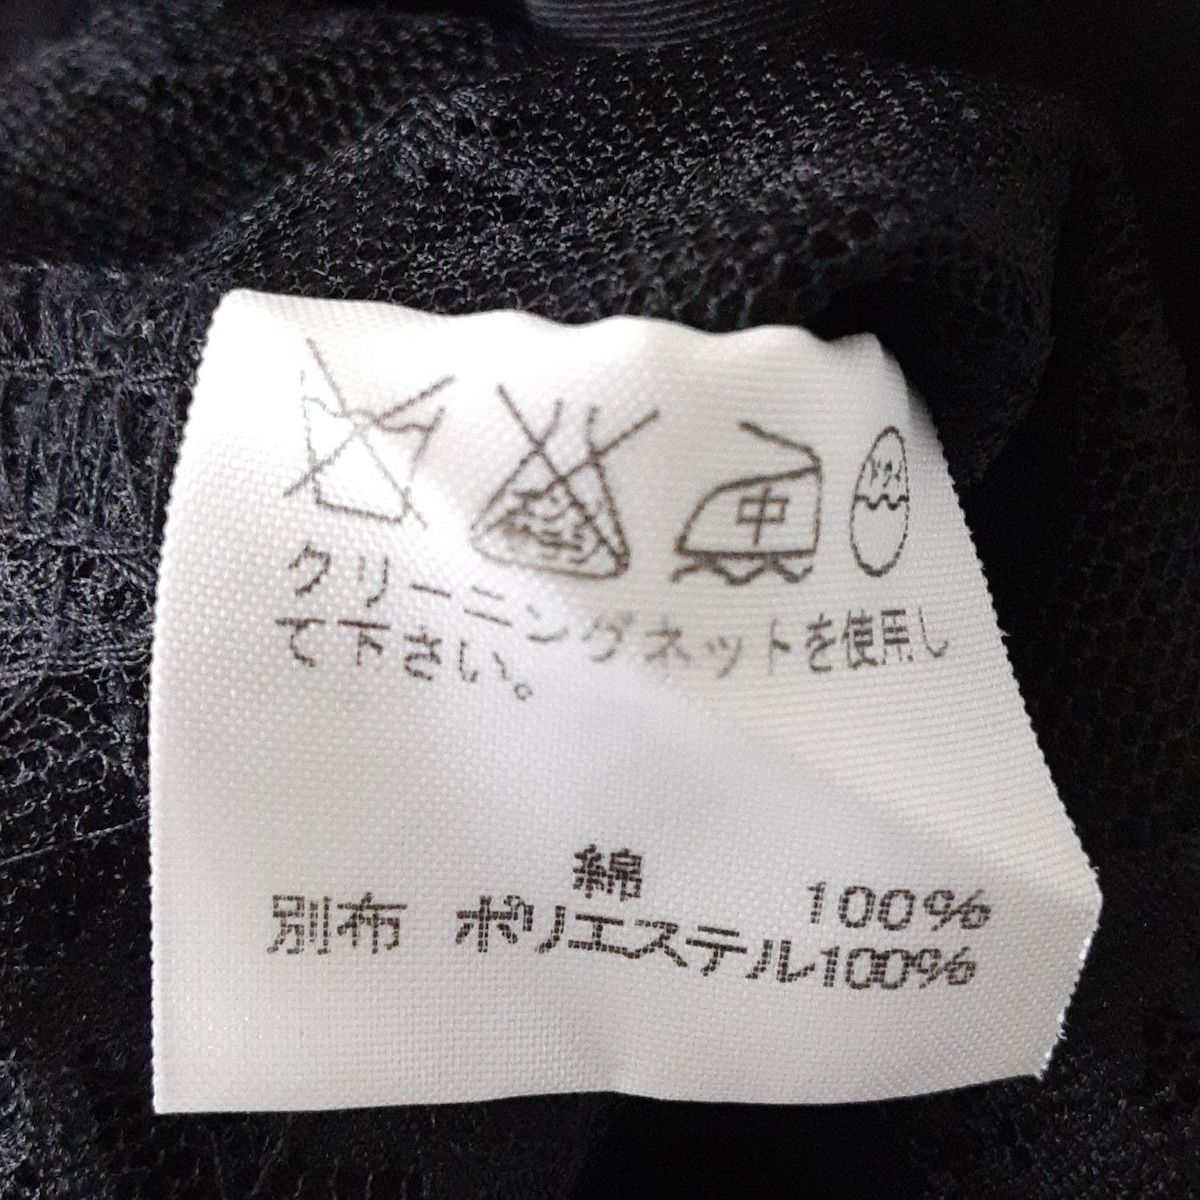 中 ドライ
クリーニングネットを使用し
て下さい。
綿 100%
別布 ポリエステル100%